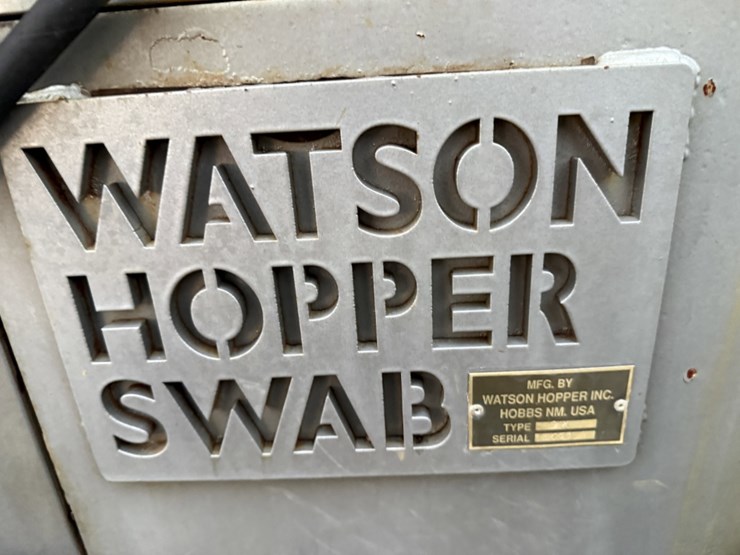 WATSON
HOPPER
SWAB
MFG. BY
WATSON HOPPER INC.
HOBBS NM. USA
TYPE
SERIAL